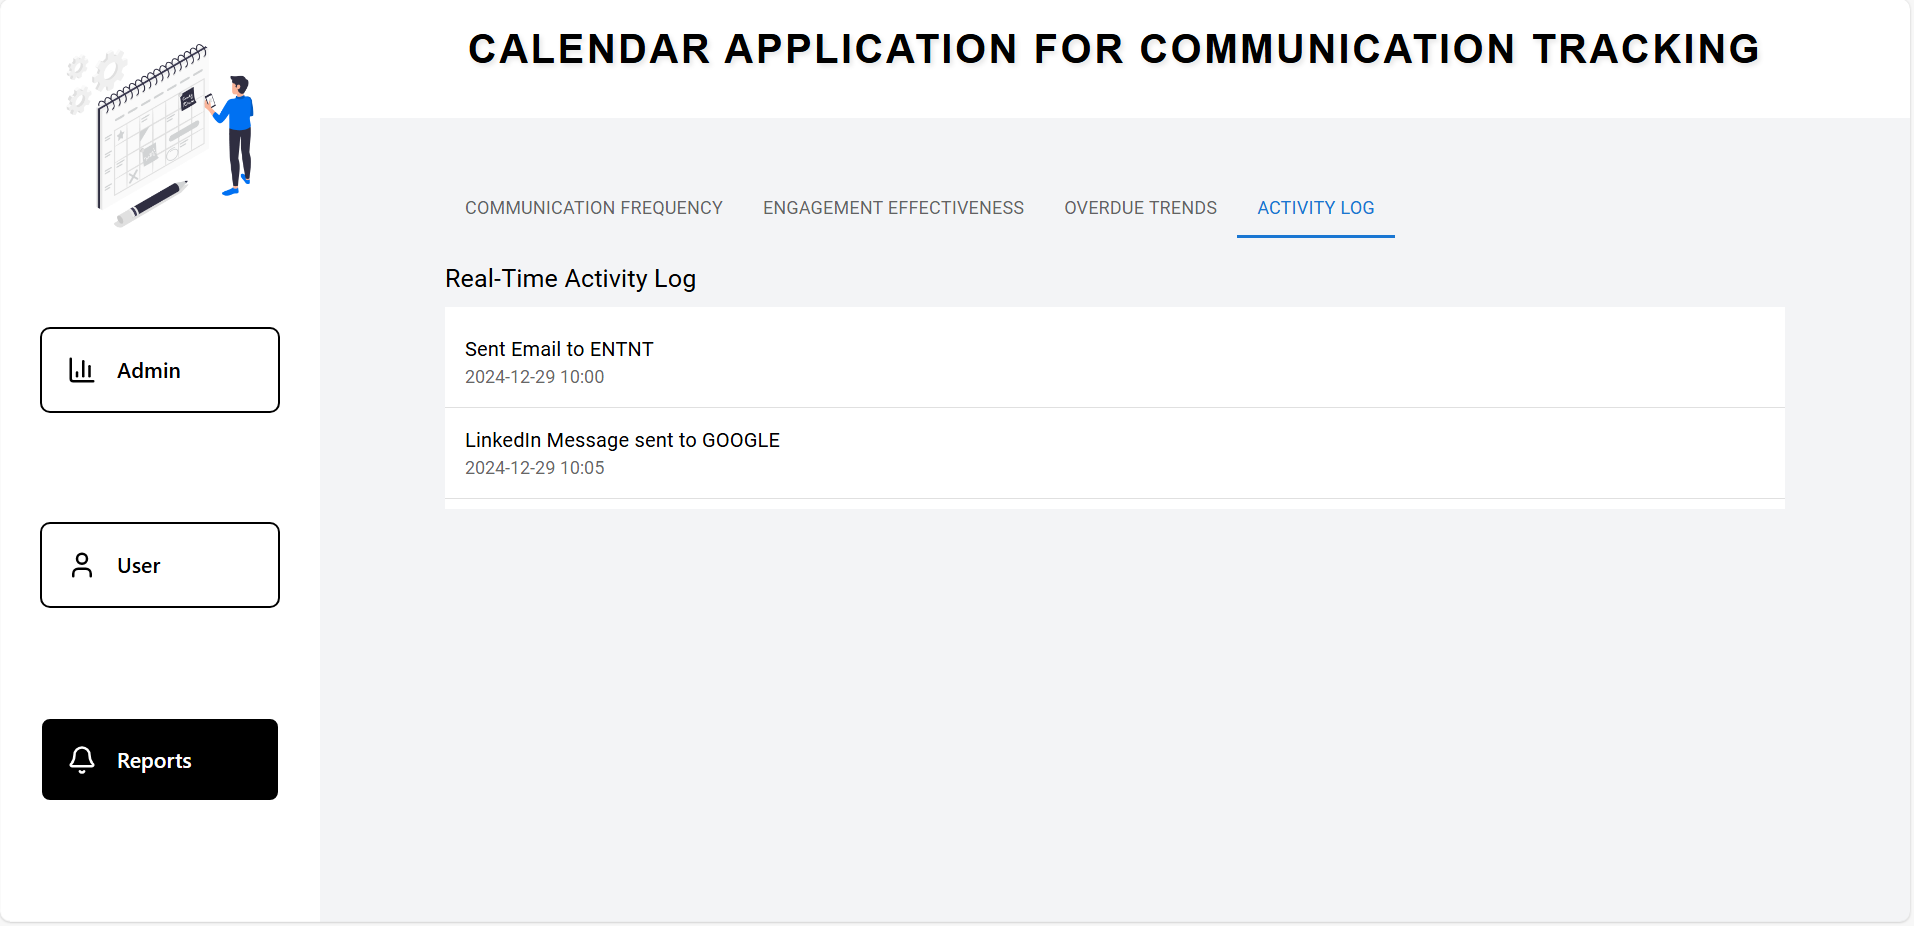 CALENDAR APPLICATION FOR COMMUNICATION TRACKING
COMMUNICATION FREQUENCY
ENGAGEMENT EFFECTIVENESS
OVERDUE TRENDS
ACTIVITY LOG
Real-Time Activity Log
Sent Email to ENTNT
2024-12-29 10:00
LinkedIn Message sent to GOOGLE
2024-12-29 10:05
Admin
User
Reports